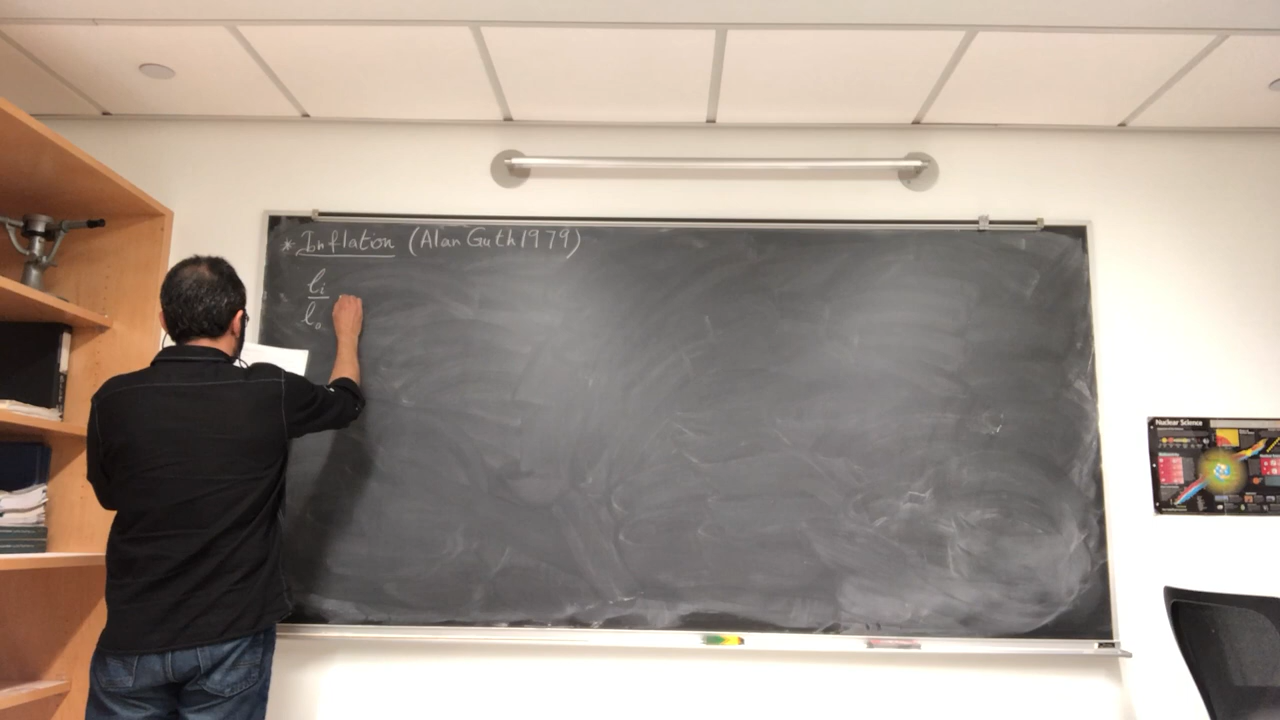 * Inflation (Alan Guth 1979)
ℓi
ℓo
Nuclear Science